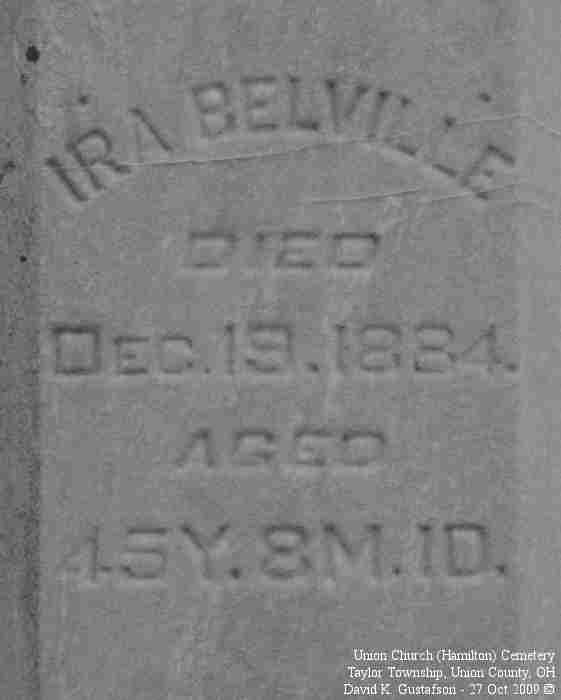 IRA BELVILLE
DIED
DEC. 19. 1884.
AGED
45Y. 8M. 1D.
Union Church (Hamilton) Cemetery
Taylor Township, Union County, OH
David K. Gustafson - 27 Oct 2009 ©